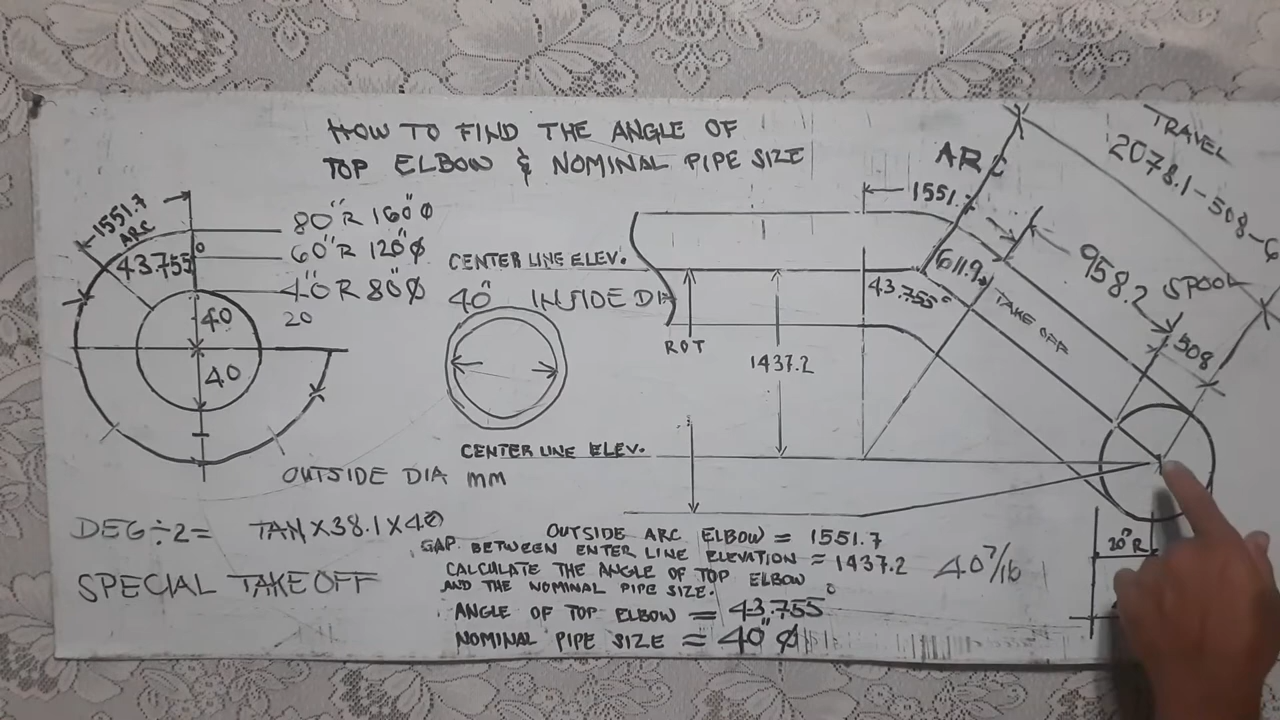 HOW TO FIND THE ANGLE OF
TOP ELBOW & NOMINAL PIPE SIZE
1551.7
ARC
43.755°
80"R 160"Ø
60"R 120"Ø
40"R 80"Ø
20
40
40
OUTSIDE DIA mm
CENTER LINE ELEV.
40" INSIDE DIA
CENTER LINE ELEV.
ROT
1437.2
ARC
1551.7
611.9
43.755°
TAKE OFF
TRAVEL
2078.1-508-6
958.2 SPOOL
508
20"R
DEG÷2= TAN X 38.1 X 40
SPECIAL TAKE OFF
OUTSIDE ARC ELBOW = 1551.7
GAP BETWEEN ENTER LINE ELEVATION = 1437.2
CALCULATE THE ANGLE OF TOP ELBOW
AND THE NOMINAL PIPE SIZE.
ANGLE OF TOP ELBOW = 43.755°
NOMINAL PIPE SIZE = 40"Ø
40 7/16